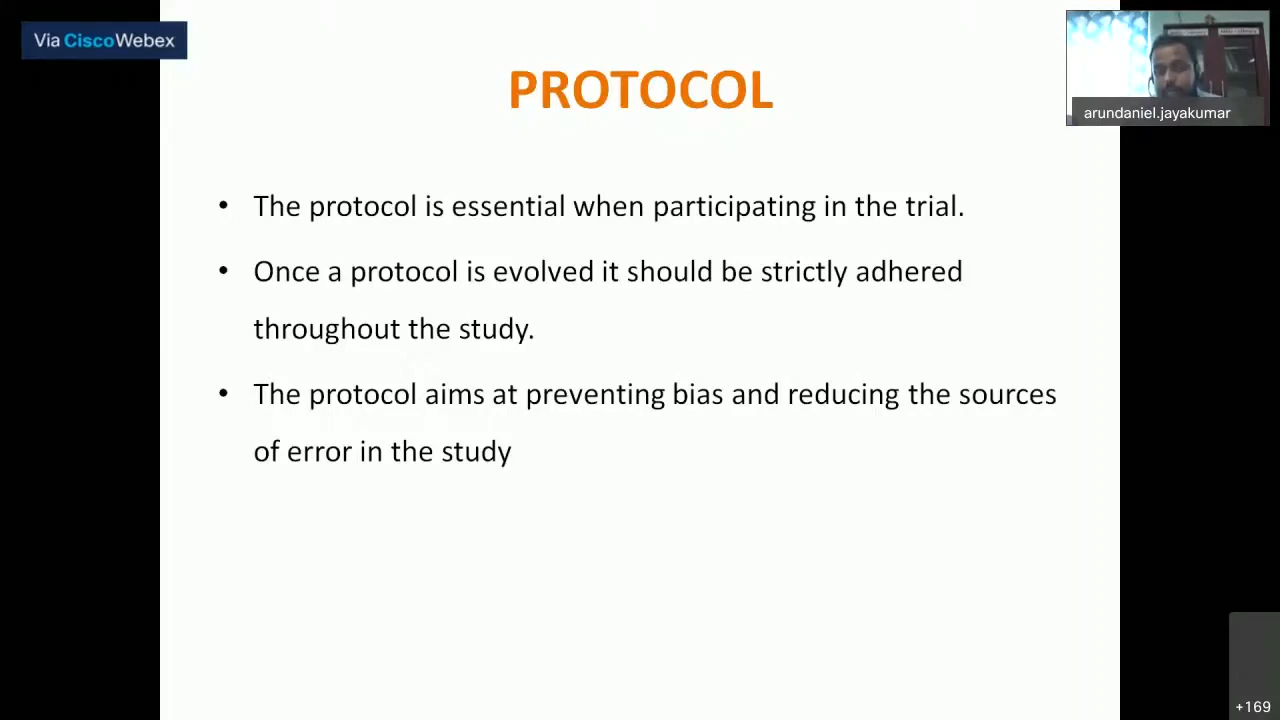 Via CiscoWebex
arundaniel.jayakumar
PROTOCOL
• The protocol is essential when participating in the trial.
• Once a protocol is evolved it should be strictly adhered
throughout the study.
• The protocol aims at preventing bias and reducing the sources
of error in the study
+169